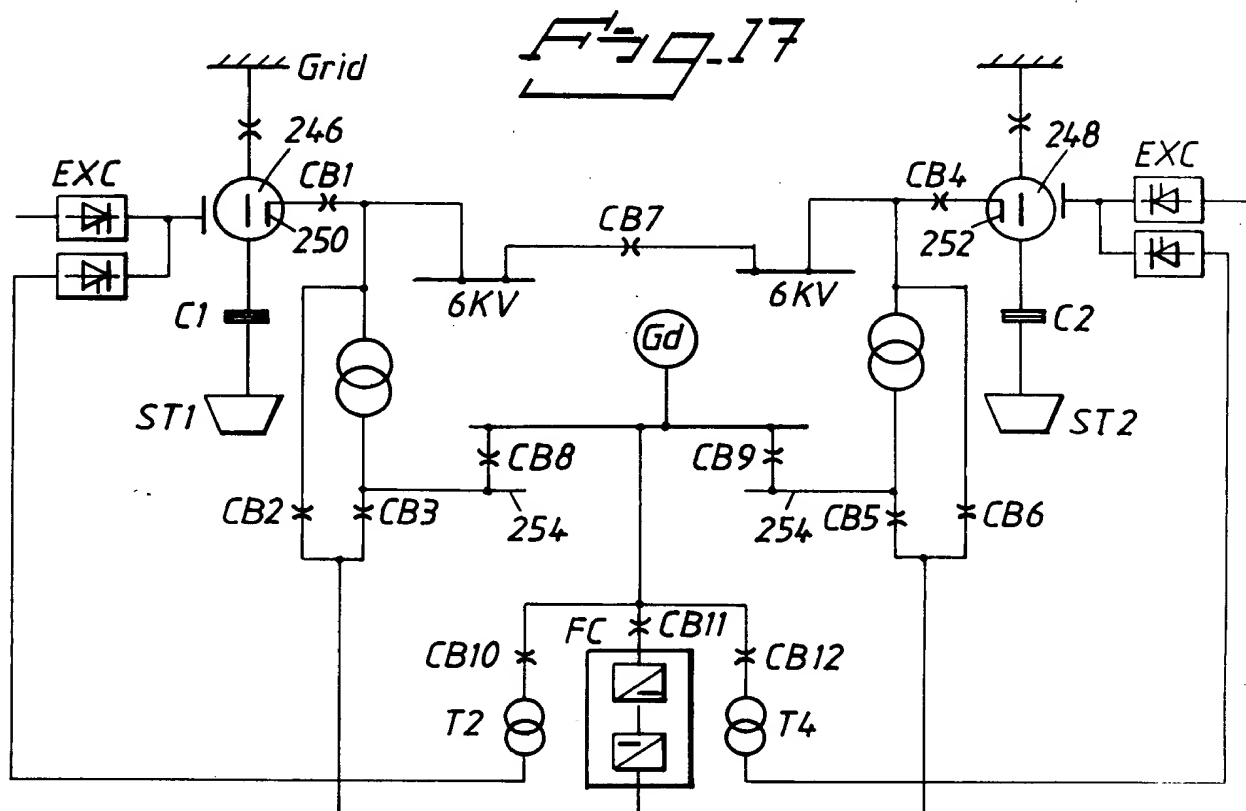 Fig. 17
Grid
246
248
EXC
CB1
CB4
EXC
250
CB7
252
6KV
6KV
C1
Gd
C2
ST1
ST2
CB8
CB9
CB2
CB3
254
254
CB5
CB6
FC
CB11
CB10
CB12
T2
T4